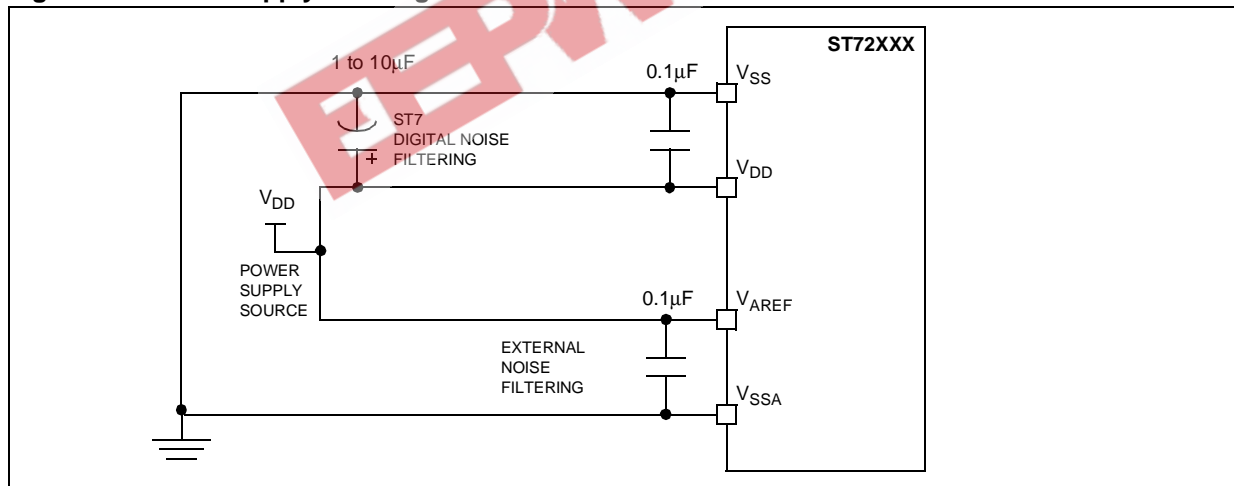 ST72XXX
1 to 10μF
0.1μF
VSS
ST7
DIGITAL NOISE
FILTERING
+
VDD
VDD
POWER
SUPPLY
SOURCE
0.1μF
VAREF
EXTERNAL
NOISE
FILTERING
VSSA